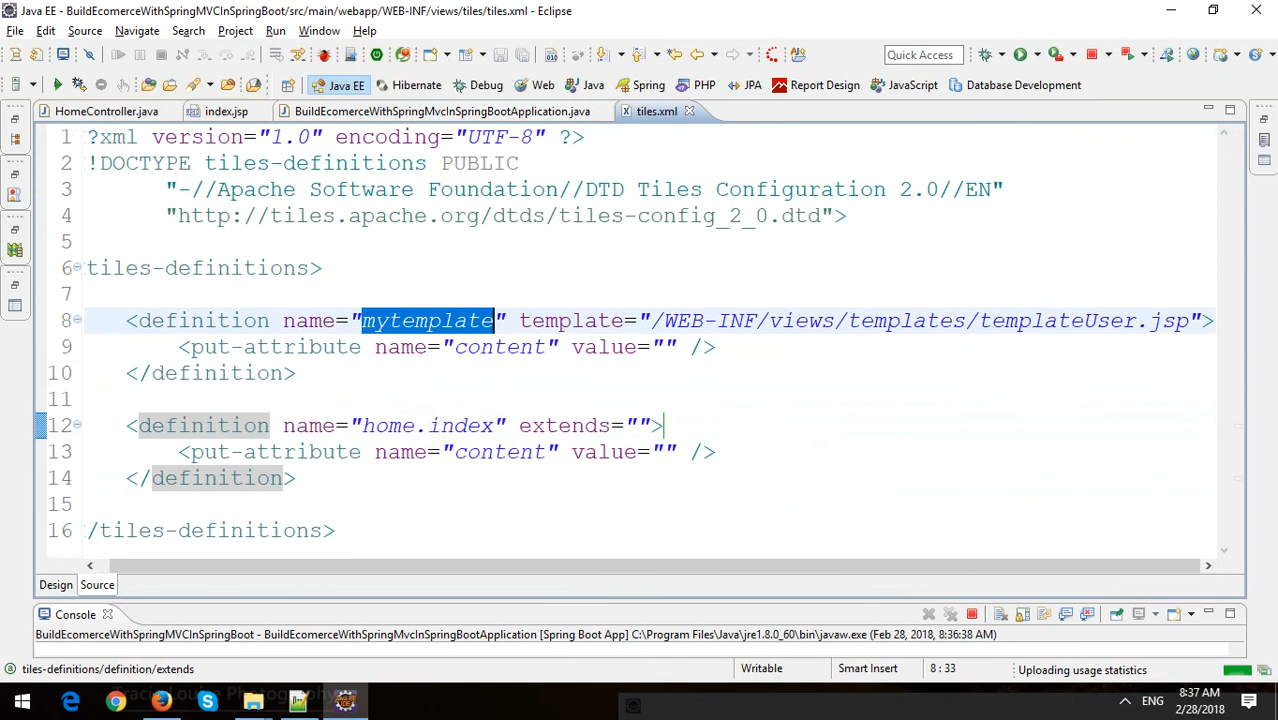 Java EE - BuildEcomerceWithSpringMVCInSpringBoot/src/main/webapp/WEB-INF/views/tiles/tiles.xml - Eclipse
File Edit Source Navigate Search Project Run Window Help
Quick Access
Java EE Hibernate Debug Web Java Spring PHP JPA Report Design JavaScript Database Development
HomeController.java index.jsp BuildEcomerceWithSpringMvcInSpringBootApplication.java tiles.xml
1 ?xml version="1.0" encoding="UTF-8" ?>
2 !DOCTYPE tiles-definitions PUBLIC
3 "-//Apache Software Foundation//DTD Tiles Configuration 2.0//EN"
4 "http://tiles.apache.org/dtds/tiles-config_2_0.dtd">
5
6 tiles-definitions>
7
8 <definition name="mytemplate" template="/WEB-INF/views/templates/templateUser.jsp">
9 <put-attribute name="content" value="" />
10 </definition>
11
12 <definition name="home.index" extends="">
13 <put-attribute name="content" value="" />
14 </definition>
15
16 /tiles-definitions>
Design Source
Console
BuildEcomerceWithSpringMVCInSpringBoot - BuildEcomerceWithSpringMvcInSpringBootApplication [Spring Boot App] C:\Program Files\Java\jre1.8.0_60\bin\javaw.exe (Feb 28, 2018, 8:36:38 AM)
tiles-definitions/definition/extends Writable Smart Insert 8 : 33 Uploading usage statistics
ENG 8:37 AM
2/28/2018